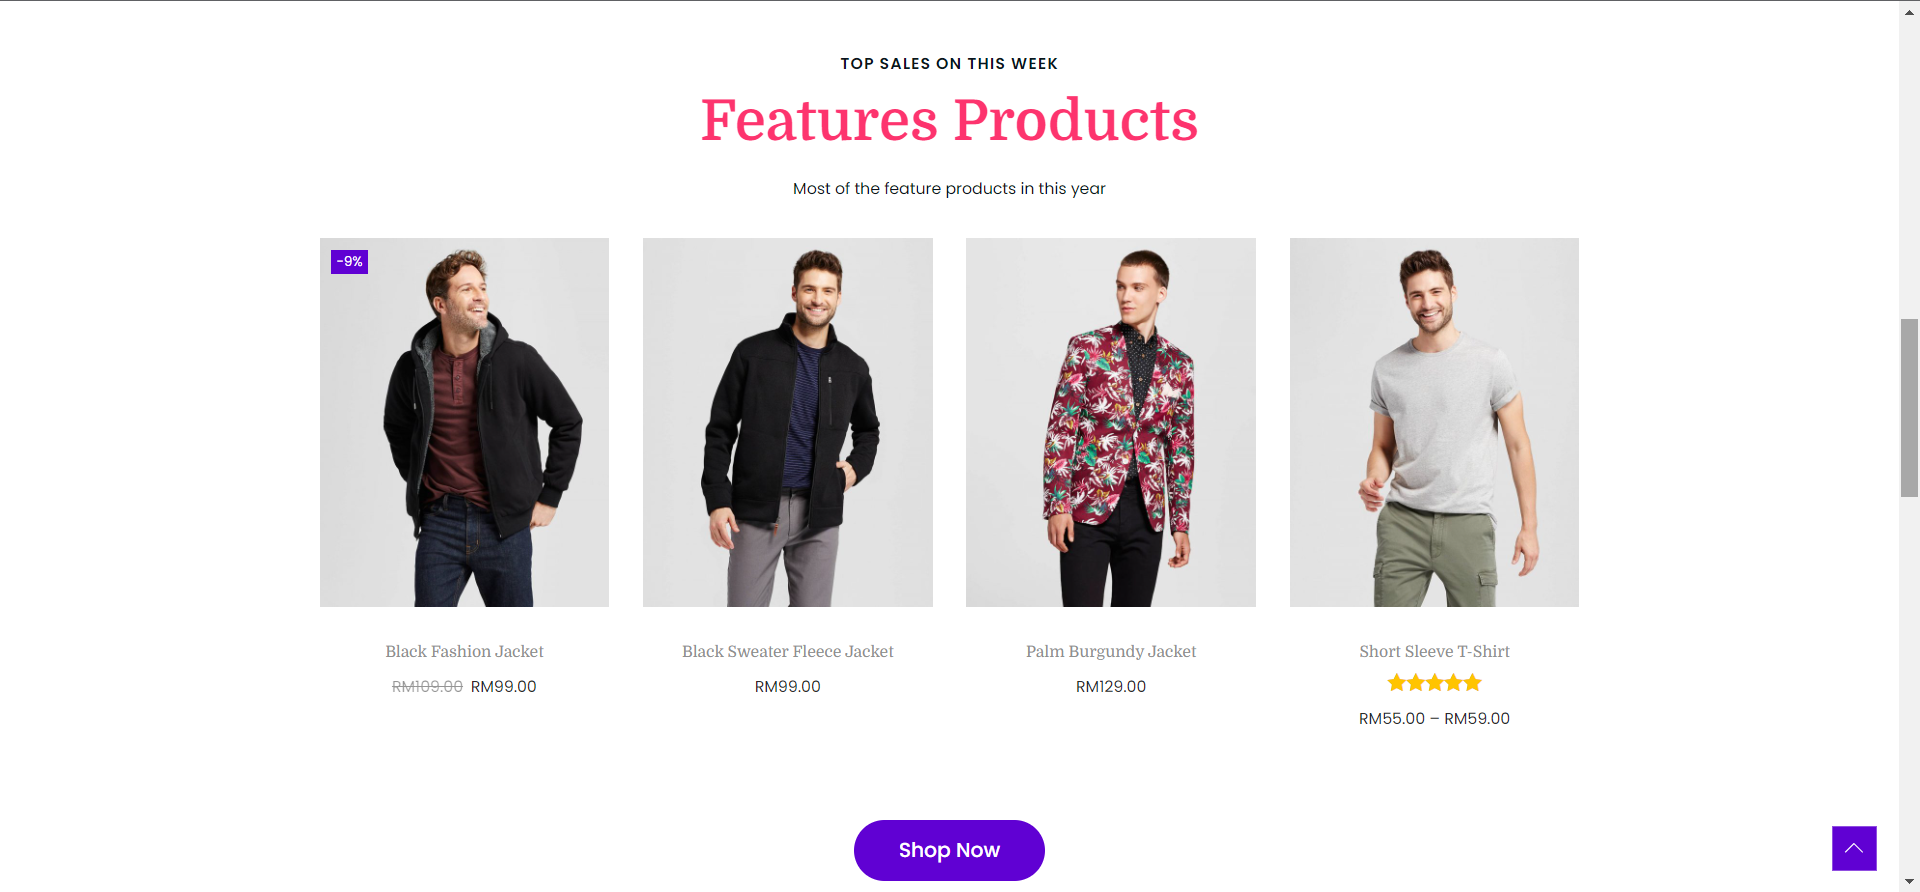 TOP SALES ON THIS WEEK
Features Products
Most of the feature products in this year
-9%
Black Fashion Jacket
RM109.00 RM99.00
Black Sweater Fleece Jacket
RM99.00
Palm Burgundy Jacket
RM129.00
Short Sleeve T-Shirt
RM55.00 – RM59.00
Shop Now